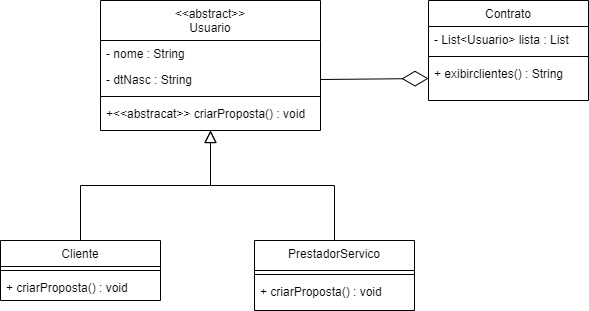 <<abstract>>
Usuario
- nome : String
- dtNasc : String
+<<abstracat>> criarProposta() : void
Contrato
- List<Usuario> lista : List
+ exibirclientes() : String
Cliente
+ criarProposta() : void
PrestadorServico
+ criarProposta() : void